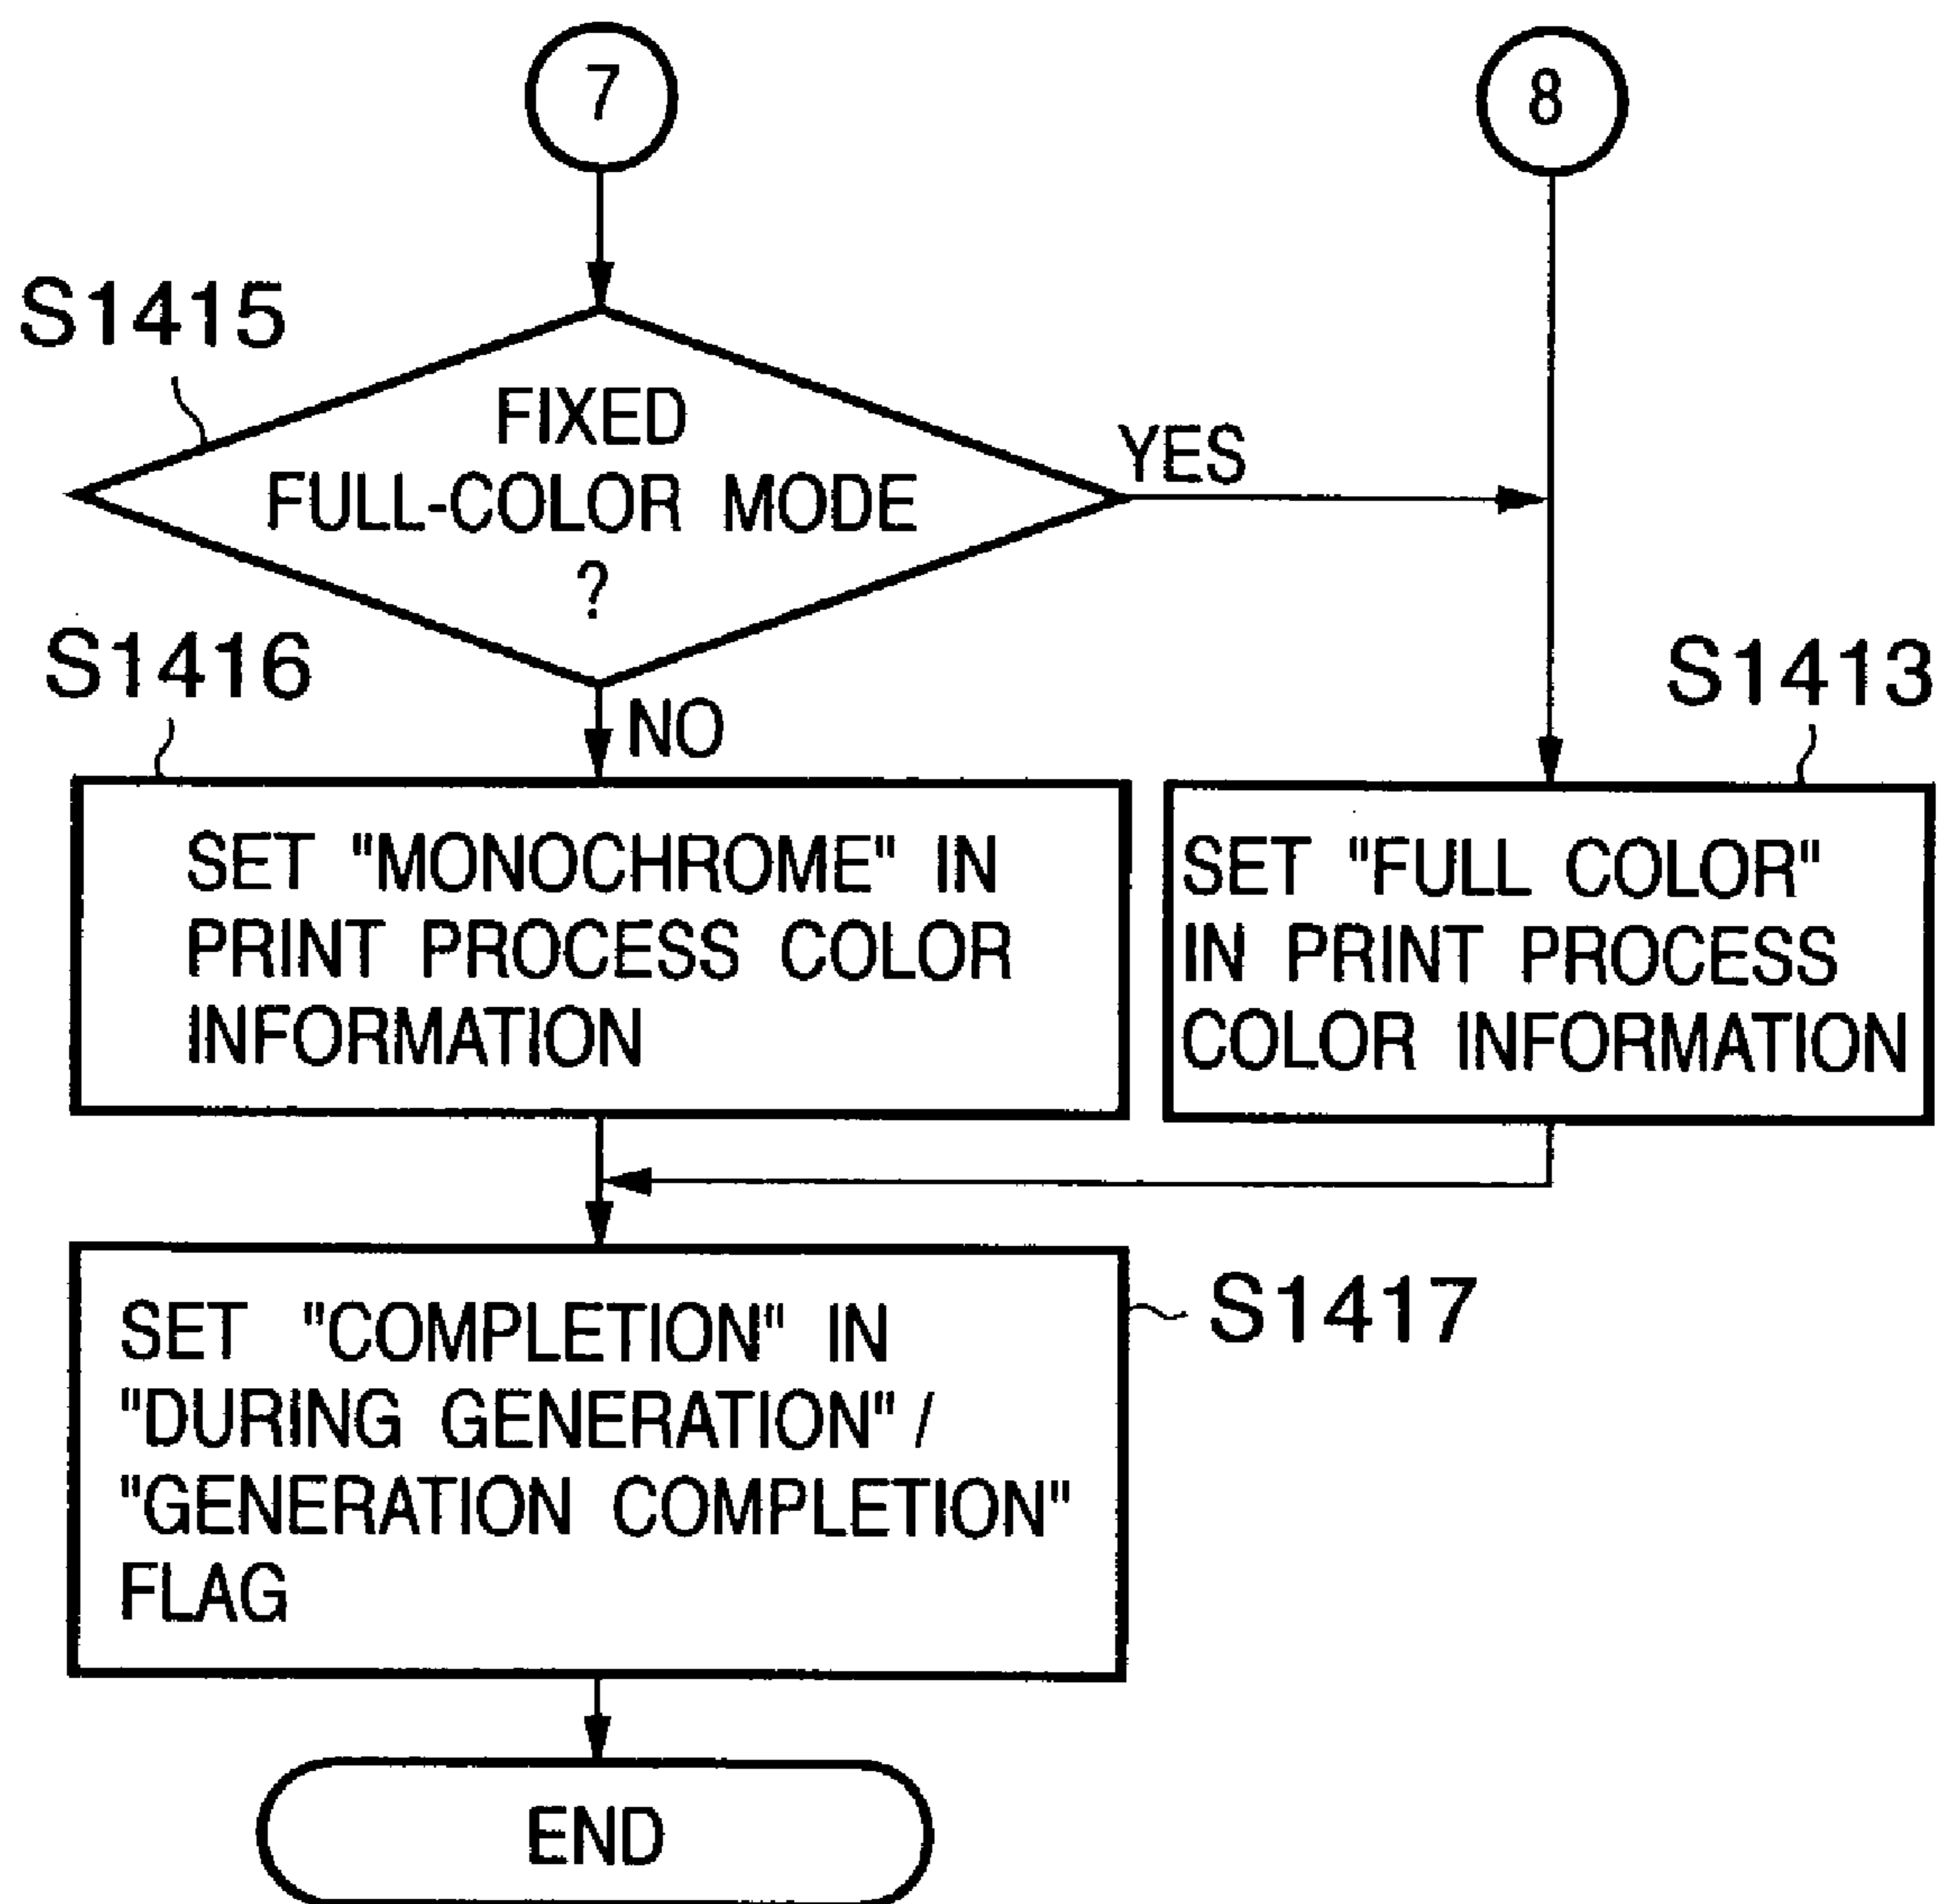 7
8
S1415
FIXED
FULL-COLOR MODE
?
YES
S1416
NO
S1413
SET "MONOCHROME" IN
PRINT PROCESS COLOR
INFORMATION
SET "FULL COLOR"
IN PRINT PROCESS
COLOR INFORMATION
SET "COMPLETION" IN
"DURING GENERATION" /
"GENERATION COMPLETION"
FLAG
S1417
END